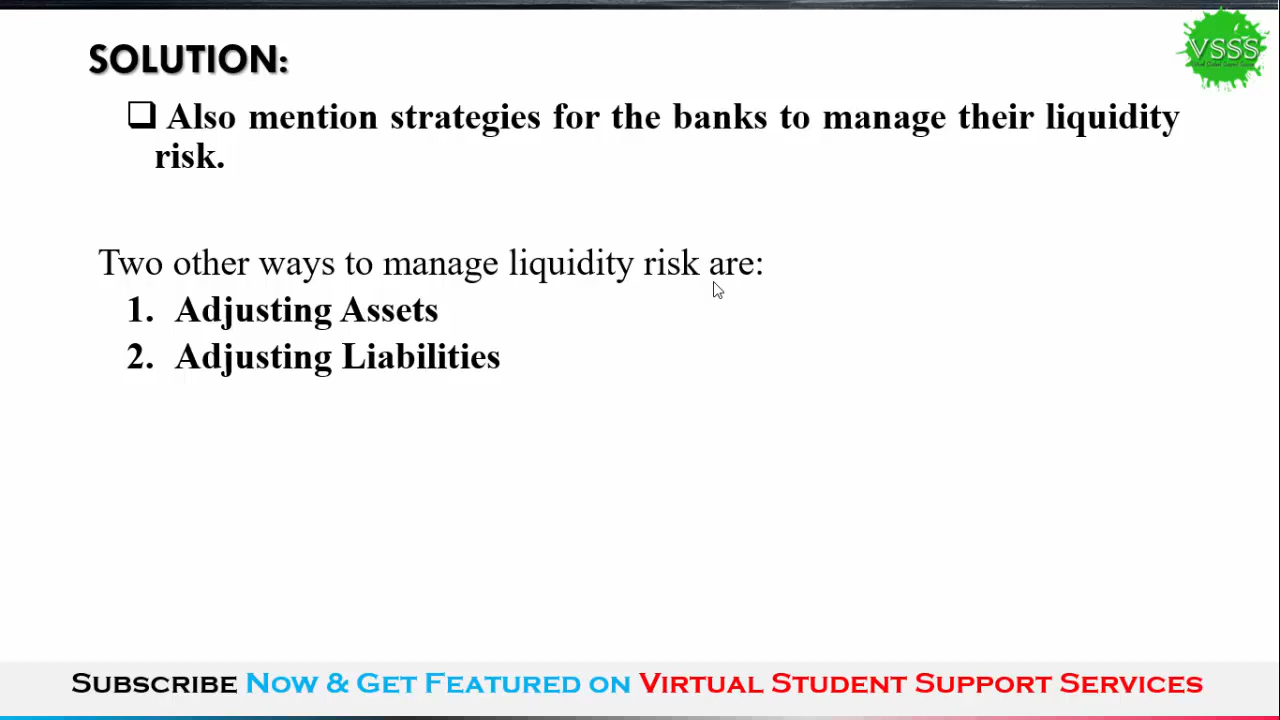 SOLUTION:
VSSS
Also mention strategies for the banks to manage their liquidity
risk.
Two other ways to manage liquidity risk are:
1. Adjusting Assets
2. Adjusting Liabilities
Subscribe Now & Get Featured on Virtual Student Support Services